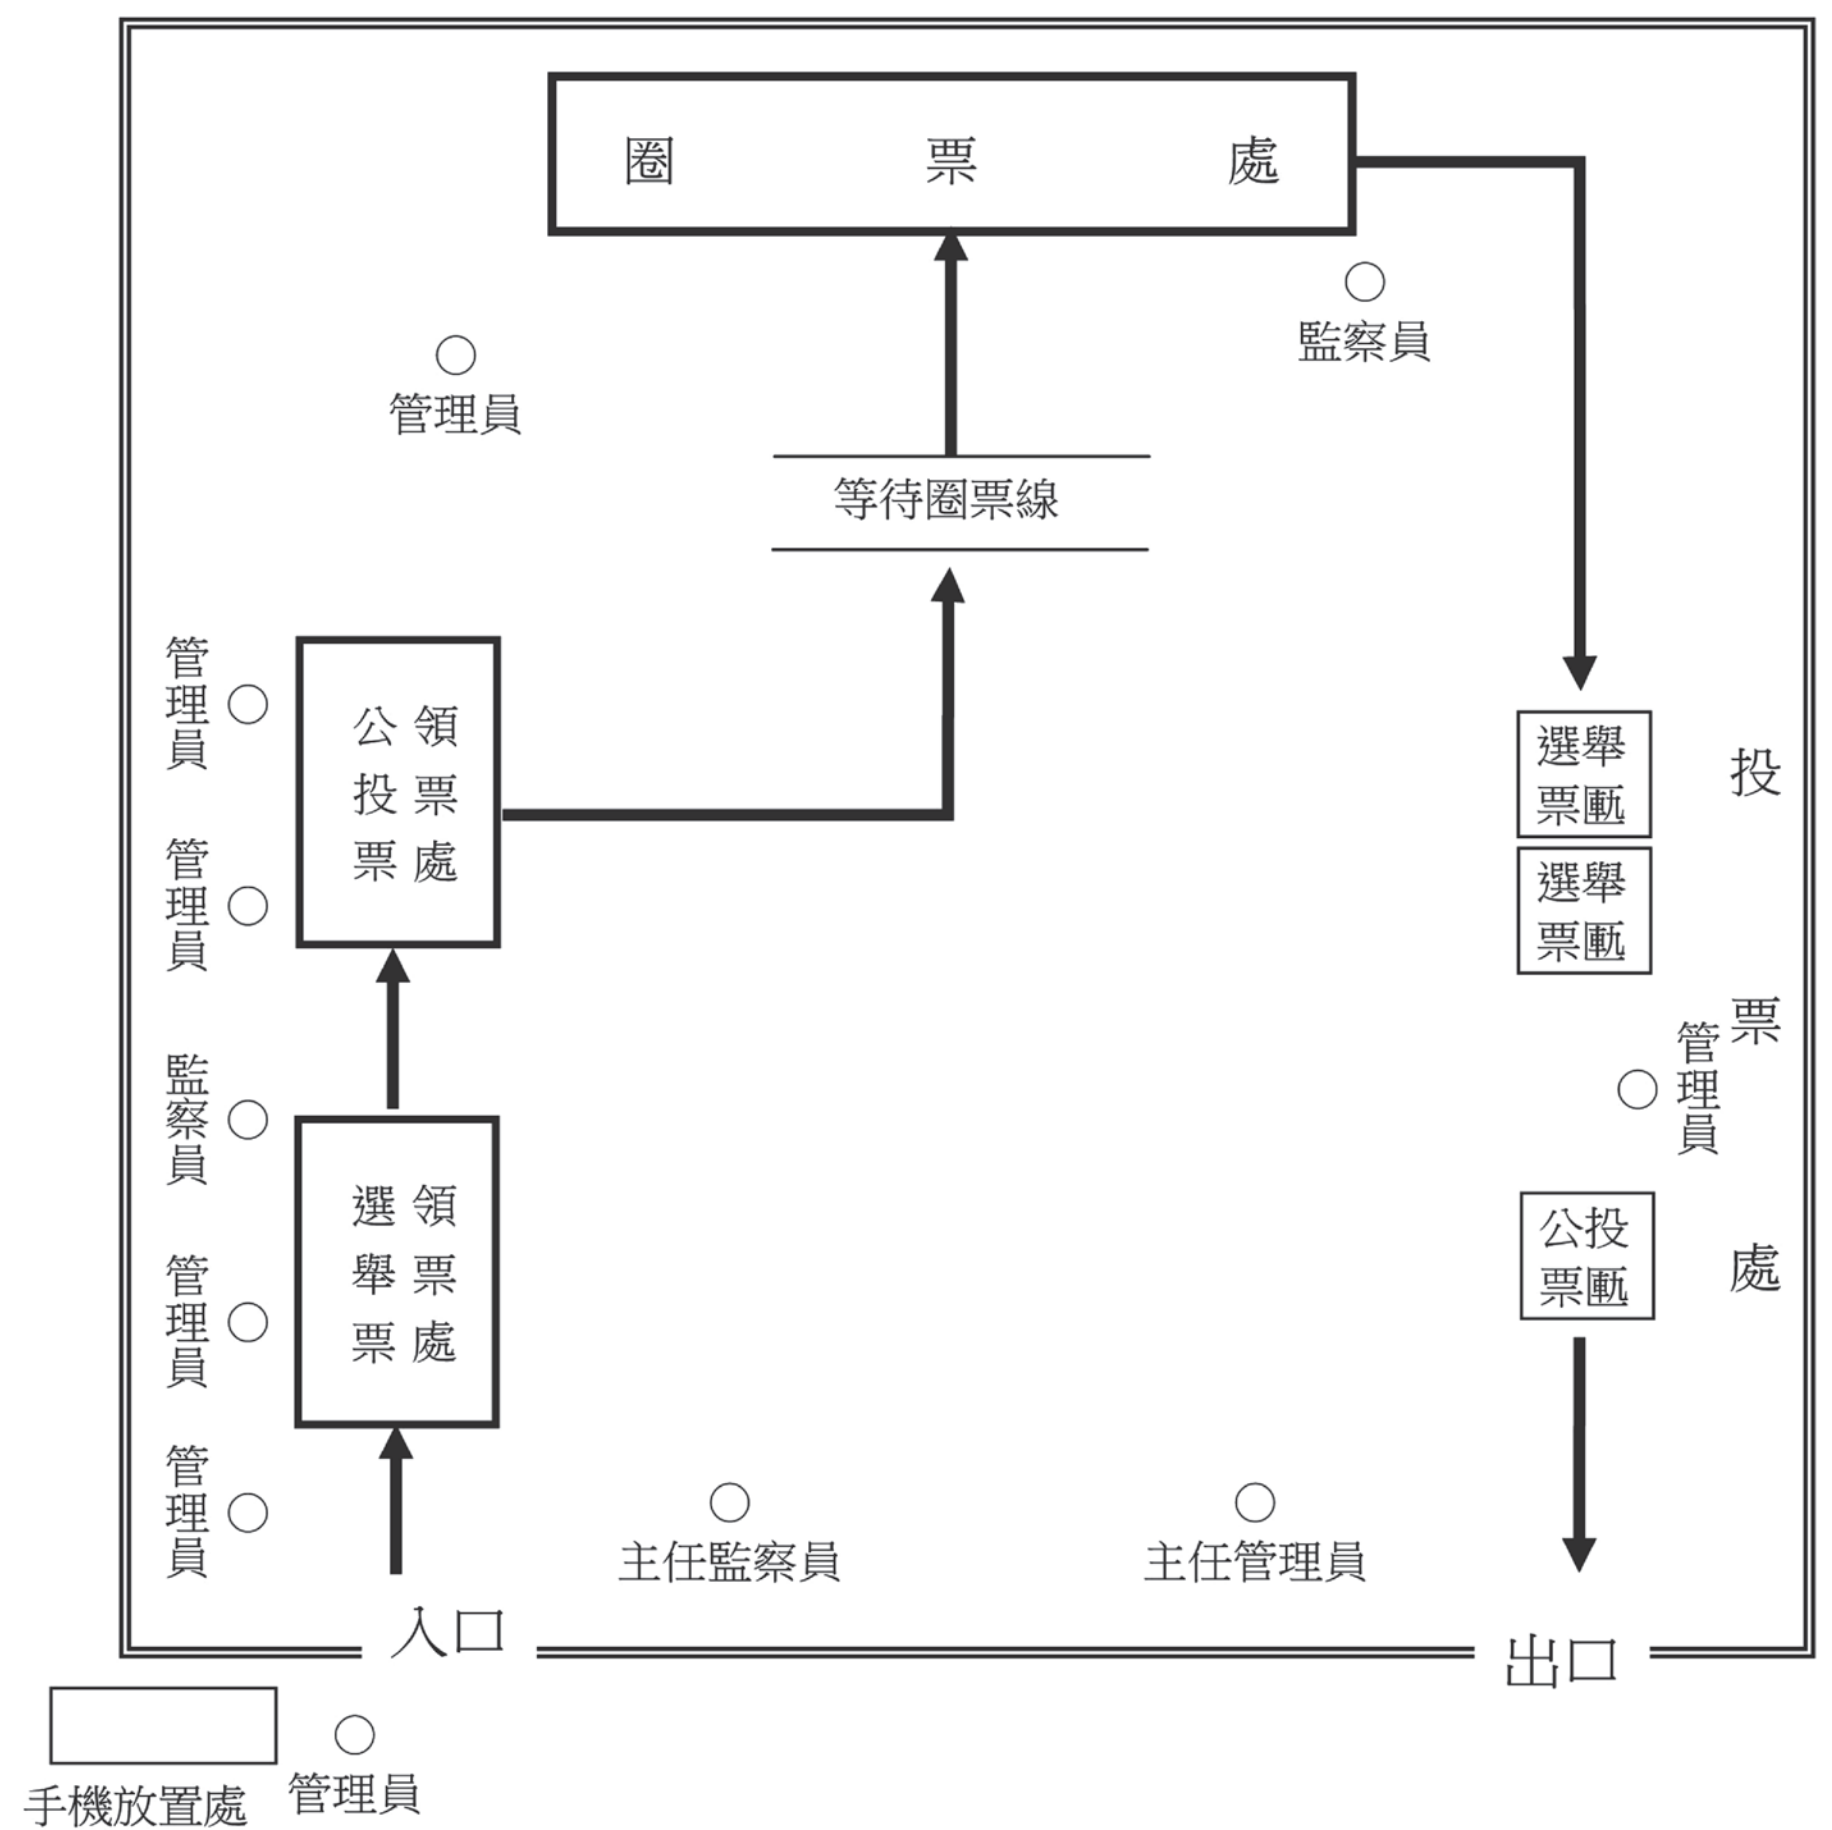 圈票處
監察員
管理員
等待圈票線
管理員
公投票
領票處
管理員
選舉
票匭
投票處
選舉
票匭
管理員
監察員
選舉票
領票處
公投
票匭
管理員
管理員
主任監察員
主任管理員
入口
出口
手機放置處
管理員